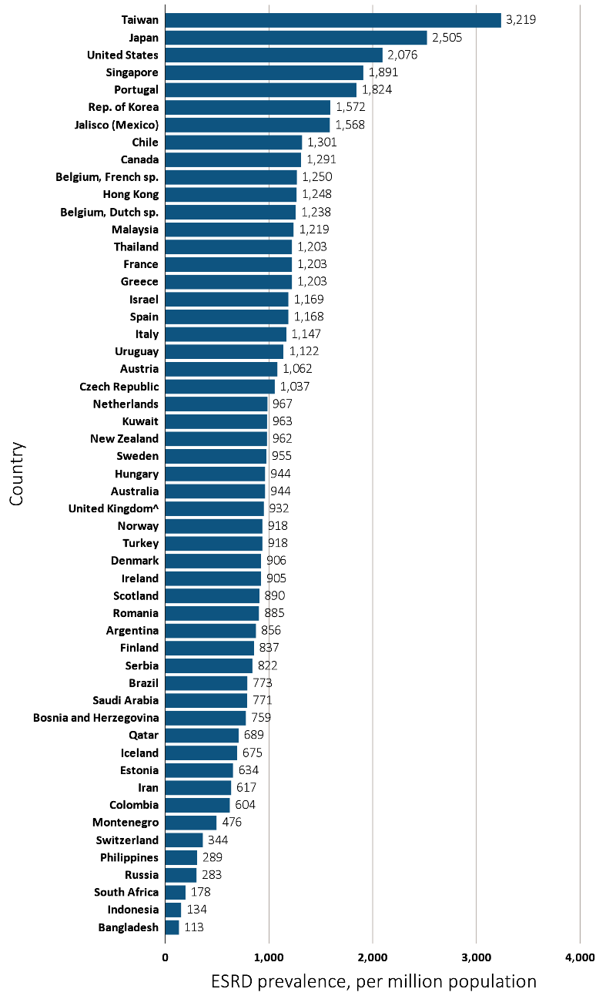 Taiwan 3,219
Japan 2,505
United States 2,076
Singapore 1,891
Portugal 1,824
Rep. of Korea 1,572
Jalisco (Mexico) 1,568
Chile 1,301
Canada 1,291
Belgium, French sp. 1,250
Hong Kong 1,248
Belgium, Dutch sp. 1,238
Malaysia 1,219
Thailand 1,203
France 1,203
Greece 1,203
Israel 1,169
Spain 1,168
Italy 1,147
Uruguay 1,122
Austria 1,062
Czech Republic 1,037
Netherlands 967
Kuwait 963
New Zealand 962
Sweden 955
Hungary 944
Australia 944
United Kingdom^ 932
Norway 918
Turkey 918
Denmark 906
Ireland 905
Scotland 890
Romania 885
Argentina 856
Finland 837
Serbia 822
Brazil 773
Saudi Arabia 771
Bosnia and Herzegovina 759
Qatar 689
Iceland 675
Estonia 634
Iran 617
Colombia 604
Montenegro 476
Switzerland 344
Philippines 289
Russia 283
South Africa 178
Indonesia 134
Bangladesh 113
Country
0 1,000 2,000 3,000 4,000
ESRD prevalence, per million population